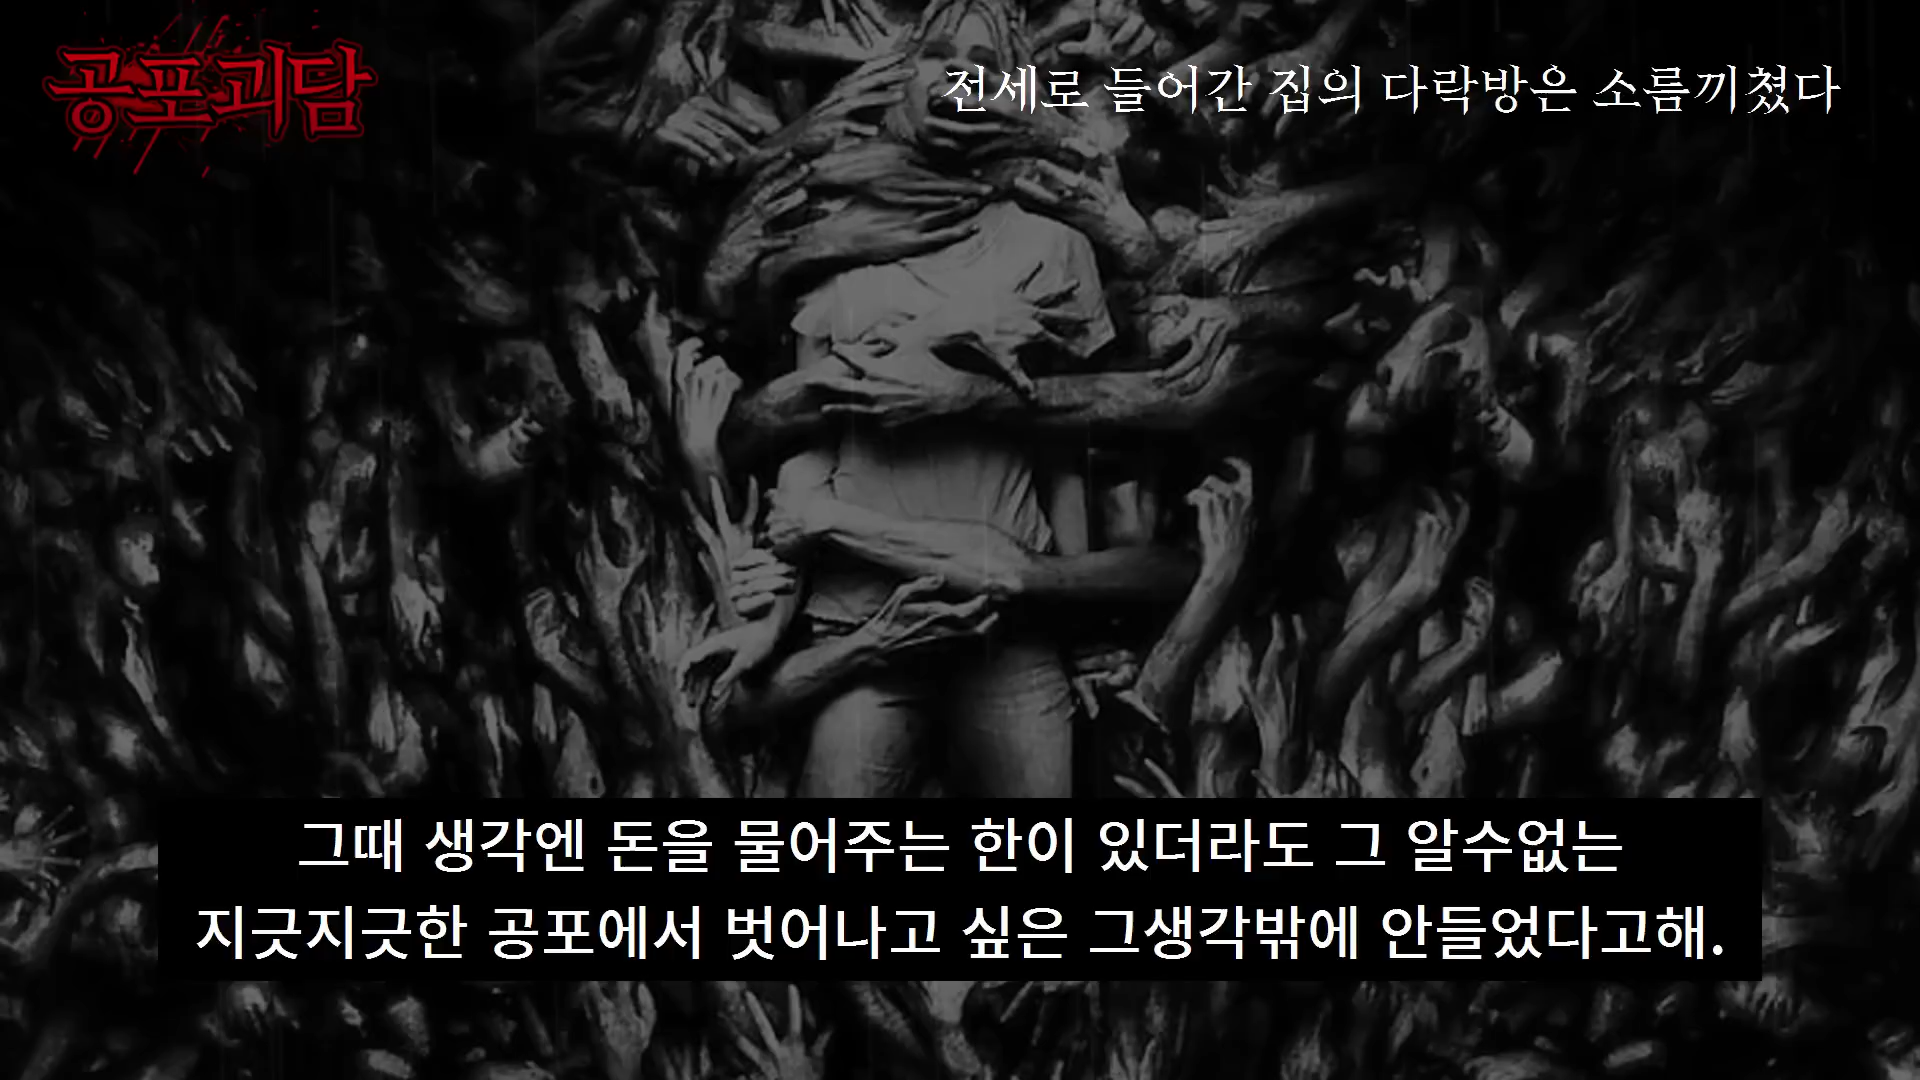 공포괴담
전세로 들어간 집의 다락방은 소름끼쳤다
그때 생각엔 돈을 물어주는 한이 있더라도 그 알수없는
지긋지긋한 공포에서 벗어나고 싶은 그생각밖에 안들었다고해.